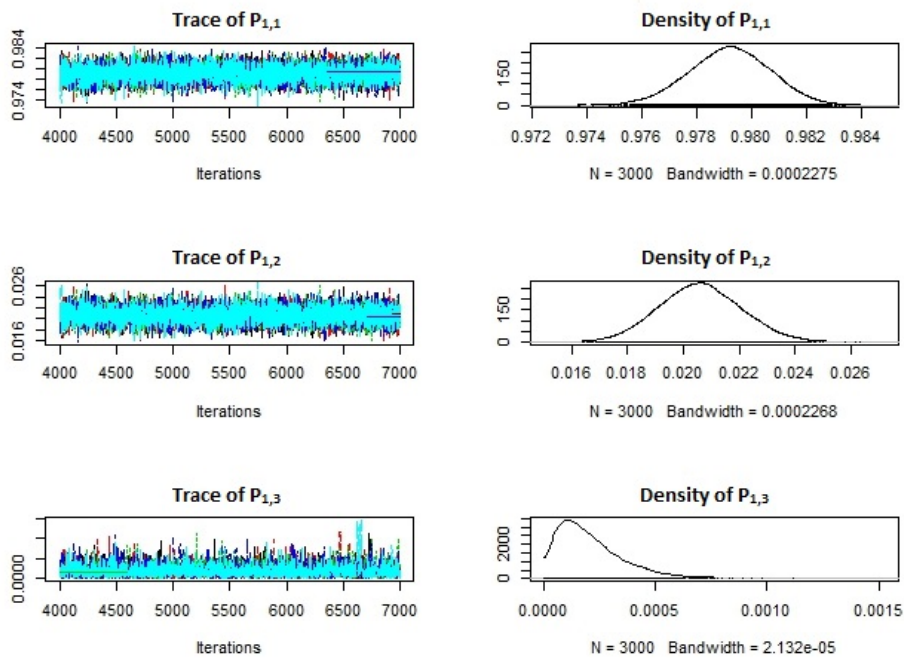 Trace of P1,1
0.974 0.984
4000 4500 5000 5500 6000 6500 7000
Iterations
Density of P1,1
0 150
0.972 0.974 0.976 0.978 0.980 0.982 0.984
N = 3000 Bandwidth = 0.0002275
Trace of P1,2
0.016 0.026
4000 4500 5000 5500 6000 6500 7000
Iterations
Density of P1,2
0 150
0.016 0.018 0.020 0.022 0.024 0.026
N = 3000 Bandwidth = 0.0002268
Trace of P1,3
0.0000
4000 4500 5000 5500 6000 6500 7000
Iterations
Density of P1,3
0 2000
0.0000 0.0005 0.0010 0.0015
N = 3000 Bandwidth = 2.132e-05